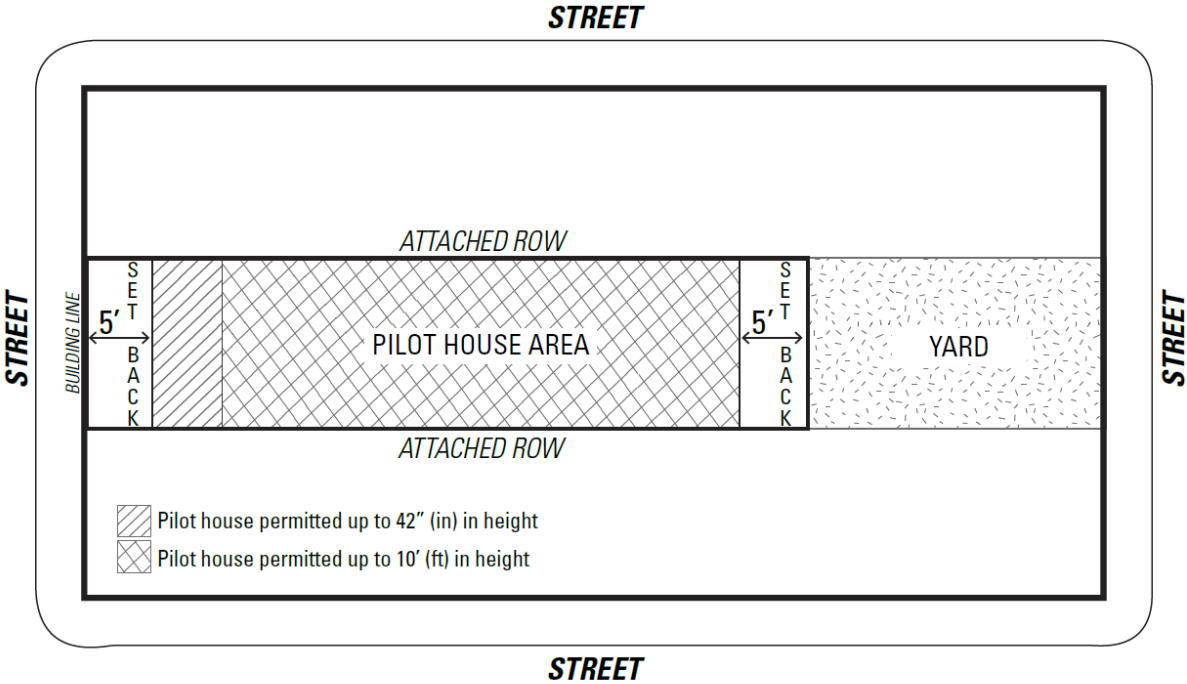 STREET
STREET
BUILDING LINE
ATTACHED ROW
5'
SET BACK
PILOT HOUSE AREA
5'
SET BACK
YARD
STREET
ATTACHED ROW
Pilot house permitted up to 42” (in) in height
Pilot house permitted up to 10’ (ft) in height
STREET